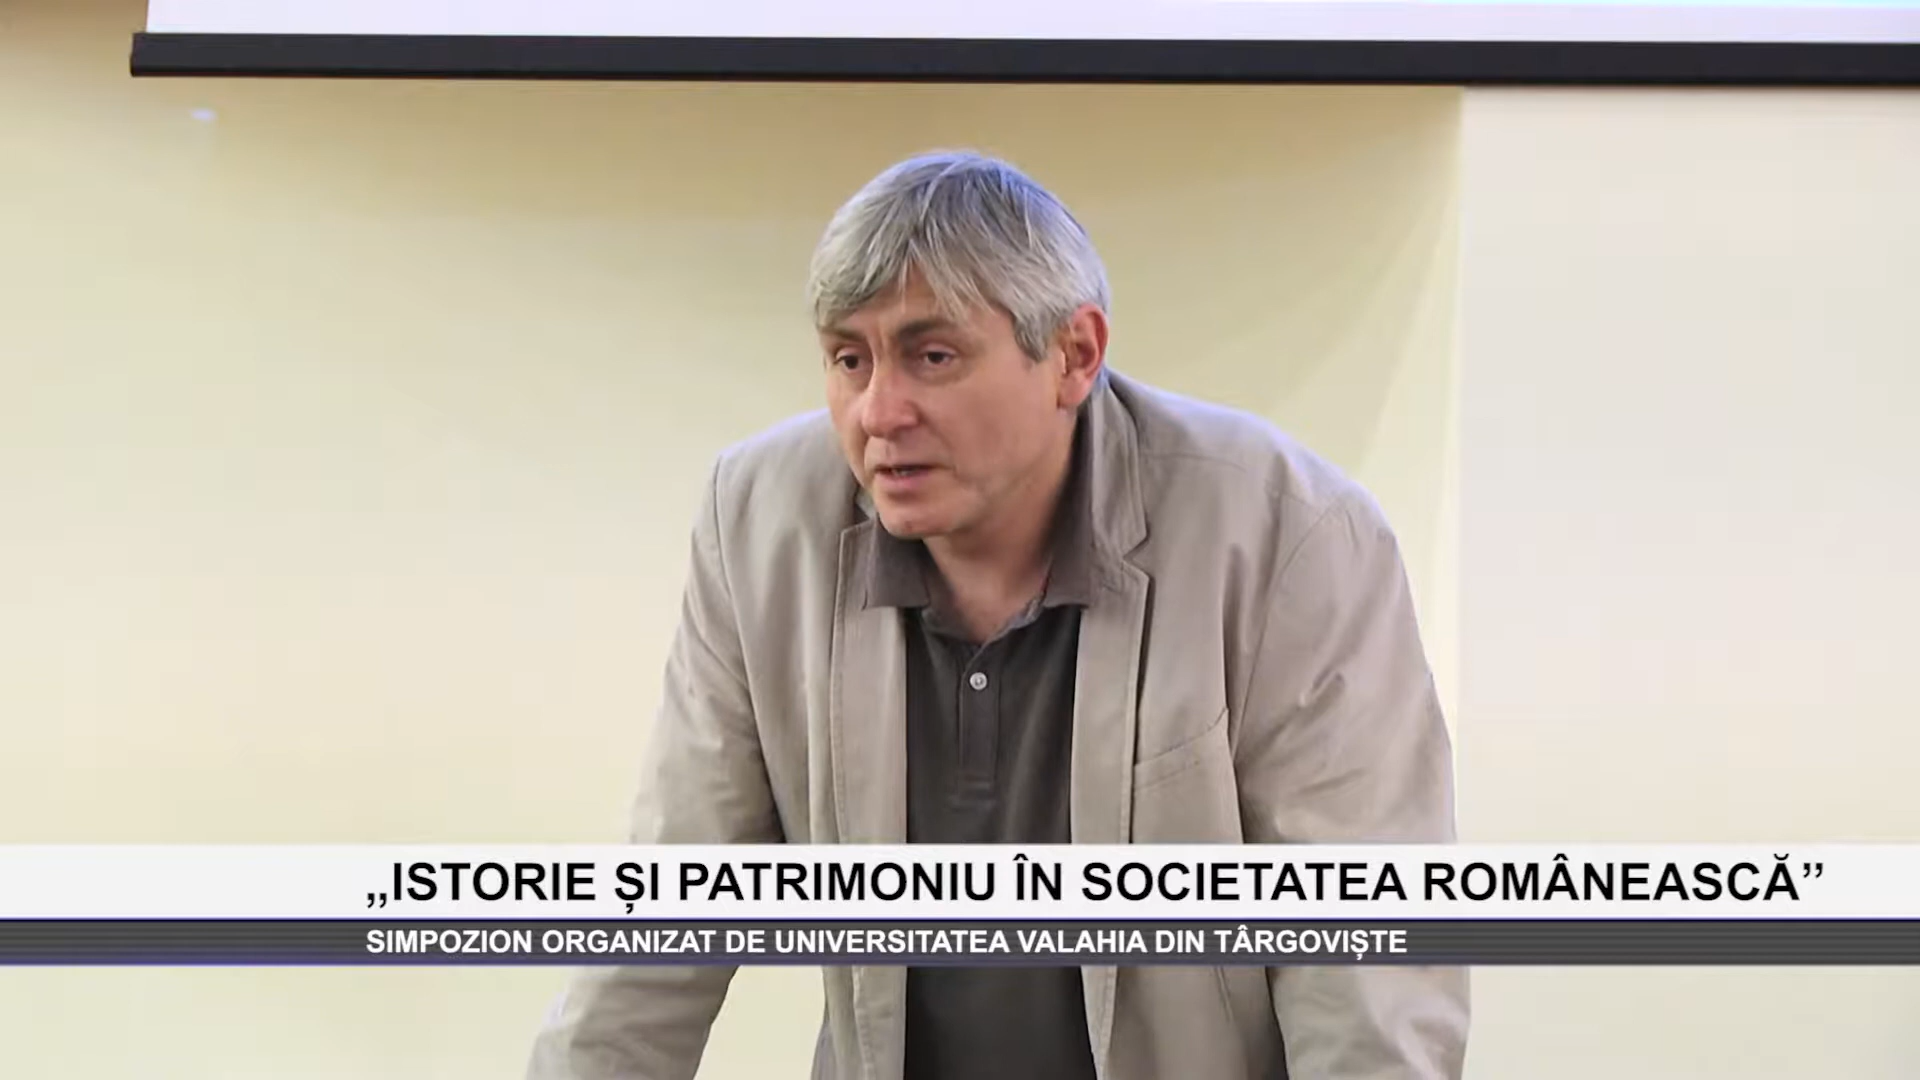 „ISTORIE ȘI PATRIMONIU ÎN SOCIETATEA ROMÂNEASCĂ”
SIMPOZION ORGANIZAT DE UNIVERSITATEA VALAHIA DIN TÂRGOVIȘTE